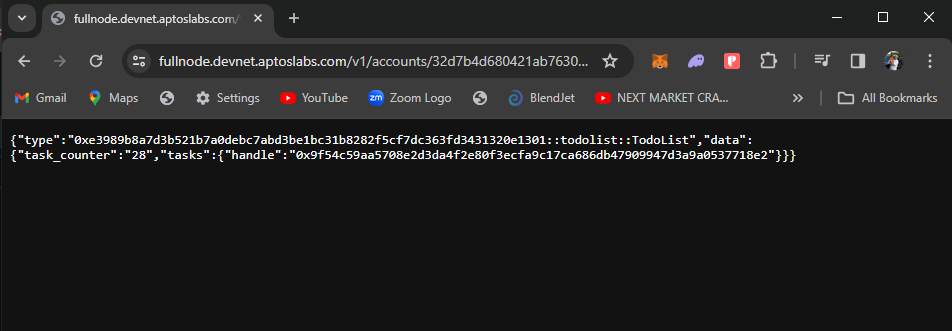 fullnode.devnet.aptoslabs.com/
fullnode.devnet.aptoslabs.com/v1/accounts/32d7b4d680421ab7630...
Gmail
Maps
Settings
YouTube
zm
Zoom Logo
BlendJet
NEXT MARKET CRA...
All Bookmarks
{"type":"0xe3989b8a7d3b521b7a0debc7abd3be1bc31b8282f5cf7dc363fd3431320e1301::todolist::TodoList","data":
{"task_counter":"28","tasks":{"handle":"0x9f54c59aa5708e2d3da4f2e80f3ecfa9c17ca686db47909947d3a9a0537718e2"}}}